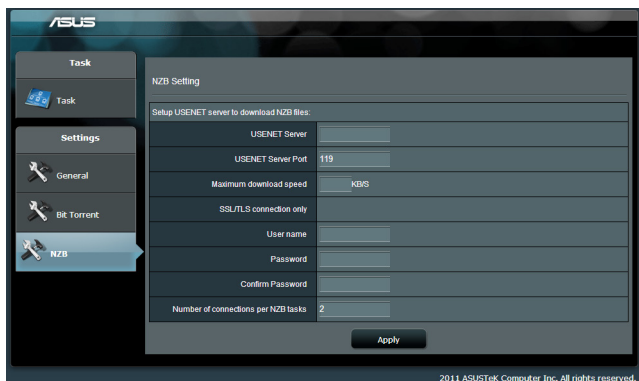 ASUS
Task
Task
Settings
General
Bit Torrent
NZB
NZB Setting
Setup USENET server to download NZB files:
USENET Server
USENET Server Port 119
Maximum download speed KB/S
SSL/TLS connection only
User name
Password
Confirm Password
Number of connections per NZB tasks 2
Apply
2011 ASUSTeK Computer Inc. All rights reserved.